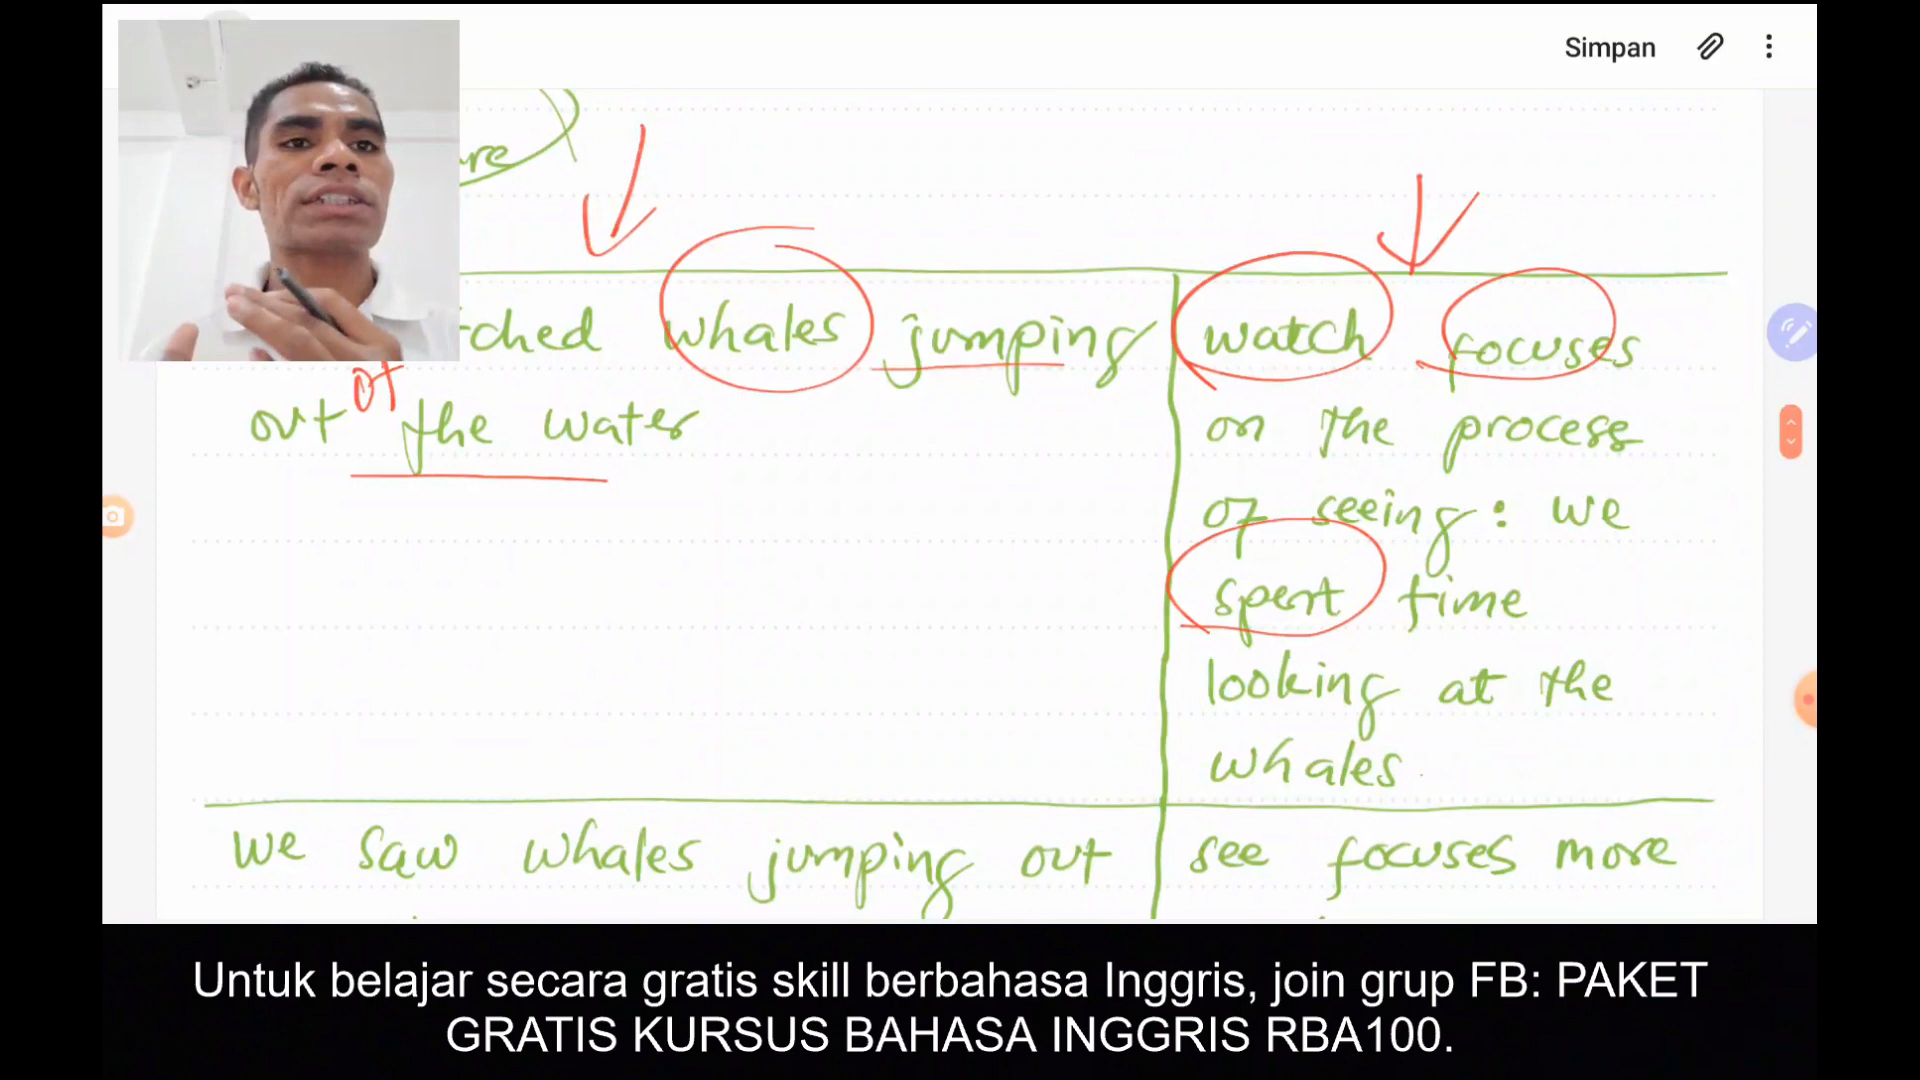 Simpan
whales jumping
of
out the water
watch focuses
on the process
of seeing: we
spent time
looking at the
whales.
we saw whales jumping out
see focuses more
Untuk belajar secara gratis skill berbahasa Inggris, join grup FB: PAKET
GRATIS KURSUS BAHASA INGGRIS RBA100.